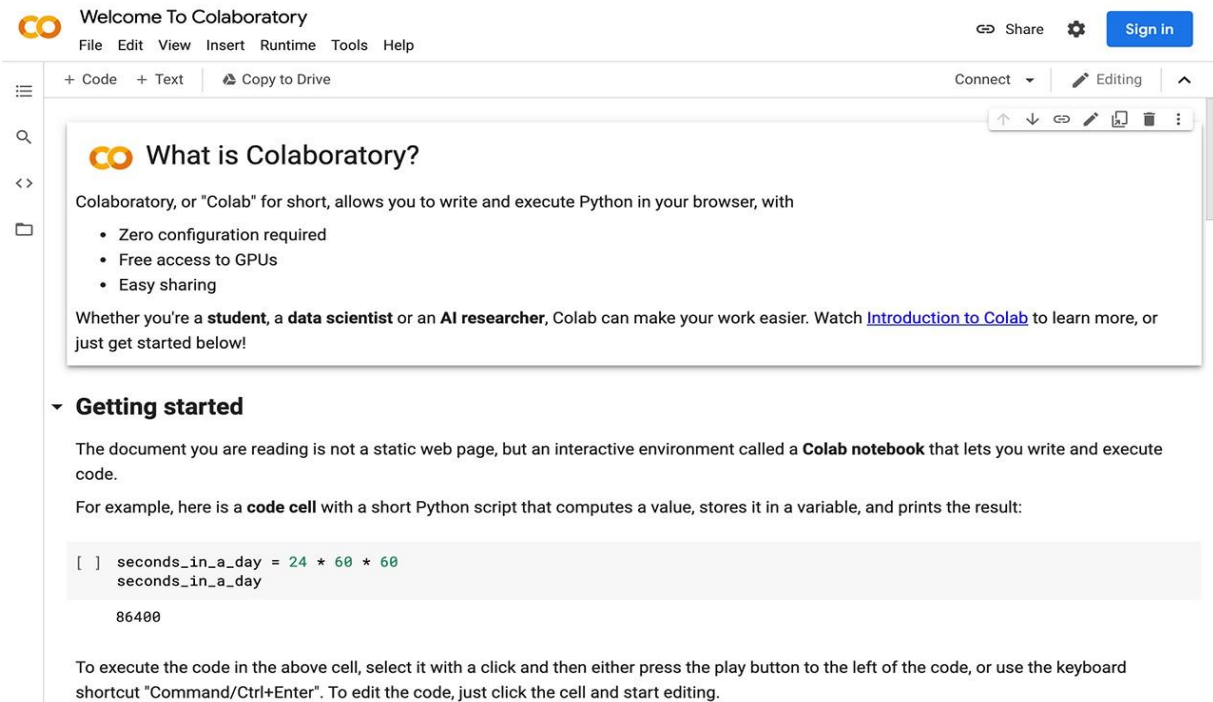 Welcome To Colaboratory
File Edit View Insert Runtime Tools Help
Share
Sign in
+ Code + Text Copy to Drive
Connect
Editing
CO What is Colaboratory?
Colaboratory, or "Colab" for short, allows you to write and execute Python in your browser, with
• Zero configuration required
• Free access to GPUs
• Easy sharing
Whether you're a student, a data scientist or an AI researcher, Colab can make your work easier. Watch Introduction to Colab to learn more, or
just get started below!
Getting started
The document you are reading is not a static web page, but an interactive environment called a Colab notebook that lets you write and execute
code.
For example, here is a code cell with a short Python script that computes a value, stores it in a variable, and prints the result:
[ ] seconds_in_a_day = 24 * 60 * 60
seconds_in_a_day
86400
To execute the code in the above cell, select it with a click and then either press the play button to the left of the code, or use the keyboard
shortcut "Command/Ctrl+Enter". To edit the code, just click the cell and start editing.